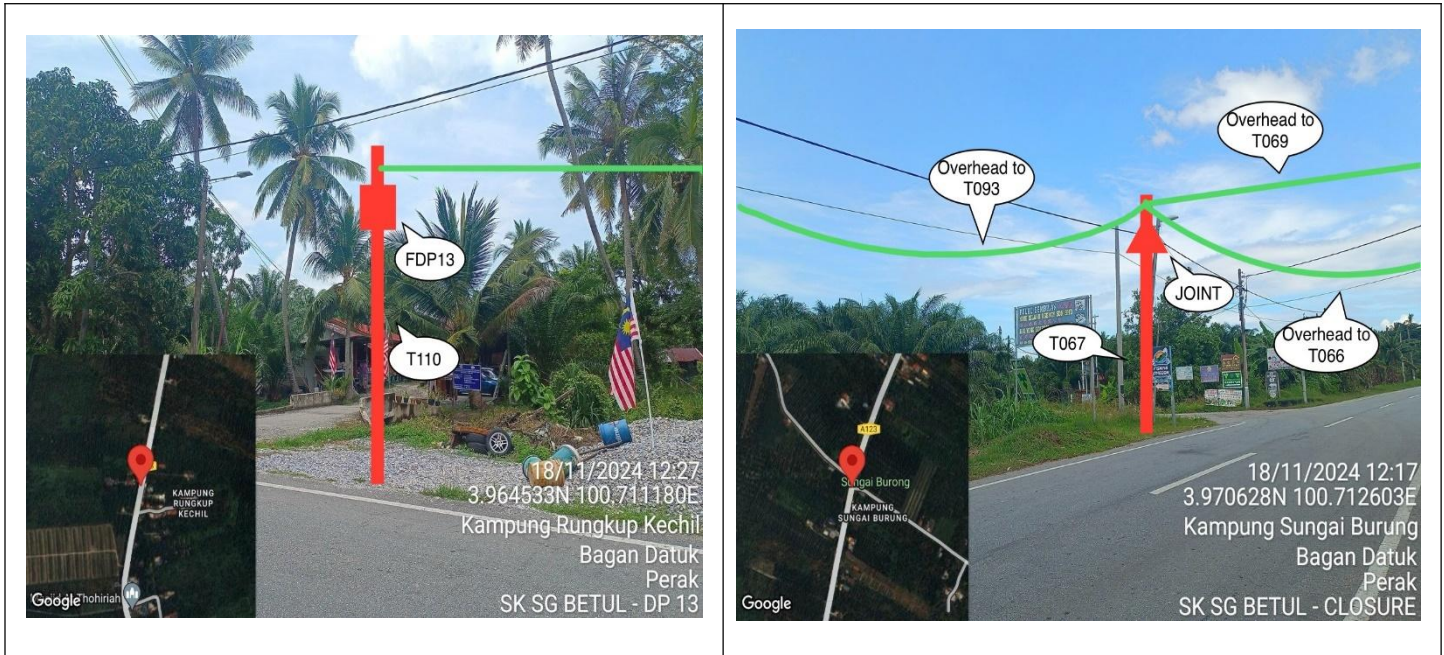 FDP13
T110
KAMPUNG
RUNGKUP
KECHIL
Thohiriah
Google
18/11/2024 12:27
3.964533N 100.711180E
Kampung Rungkup Kechil
Bagan Datuk
Perak
SK SG BETUL - DP 13
Overhead to
T069
Overhead to
T093
JOINT
T067
Overhead to
T066
A123
Sungai Burong
KAMPUNG
SUNGAI BURUNG
Google
18/11/2024 12:17
3.970628N 100.712603E
Kampung Sungai Burung
Bagan Datuk
Perak
SK SG BETUL - CLOSURE